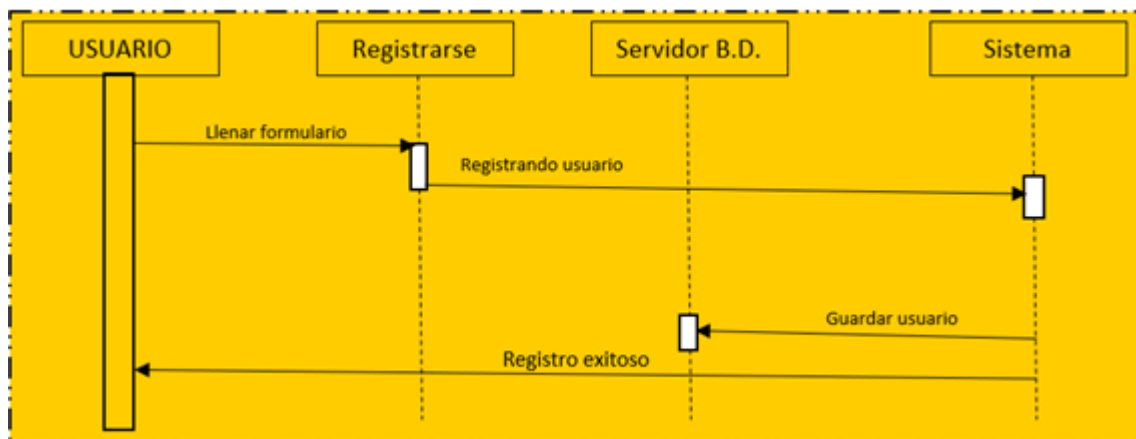 USUARIO
Registrarse
Servidor B.D.
Sistema
Llenar formulario
Registrando usuario
Guardar usuario
Registro exitoso